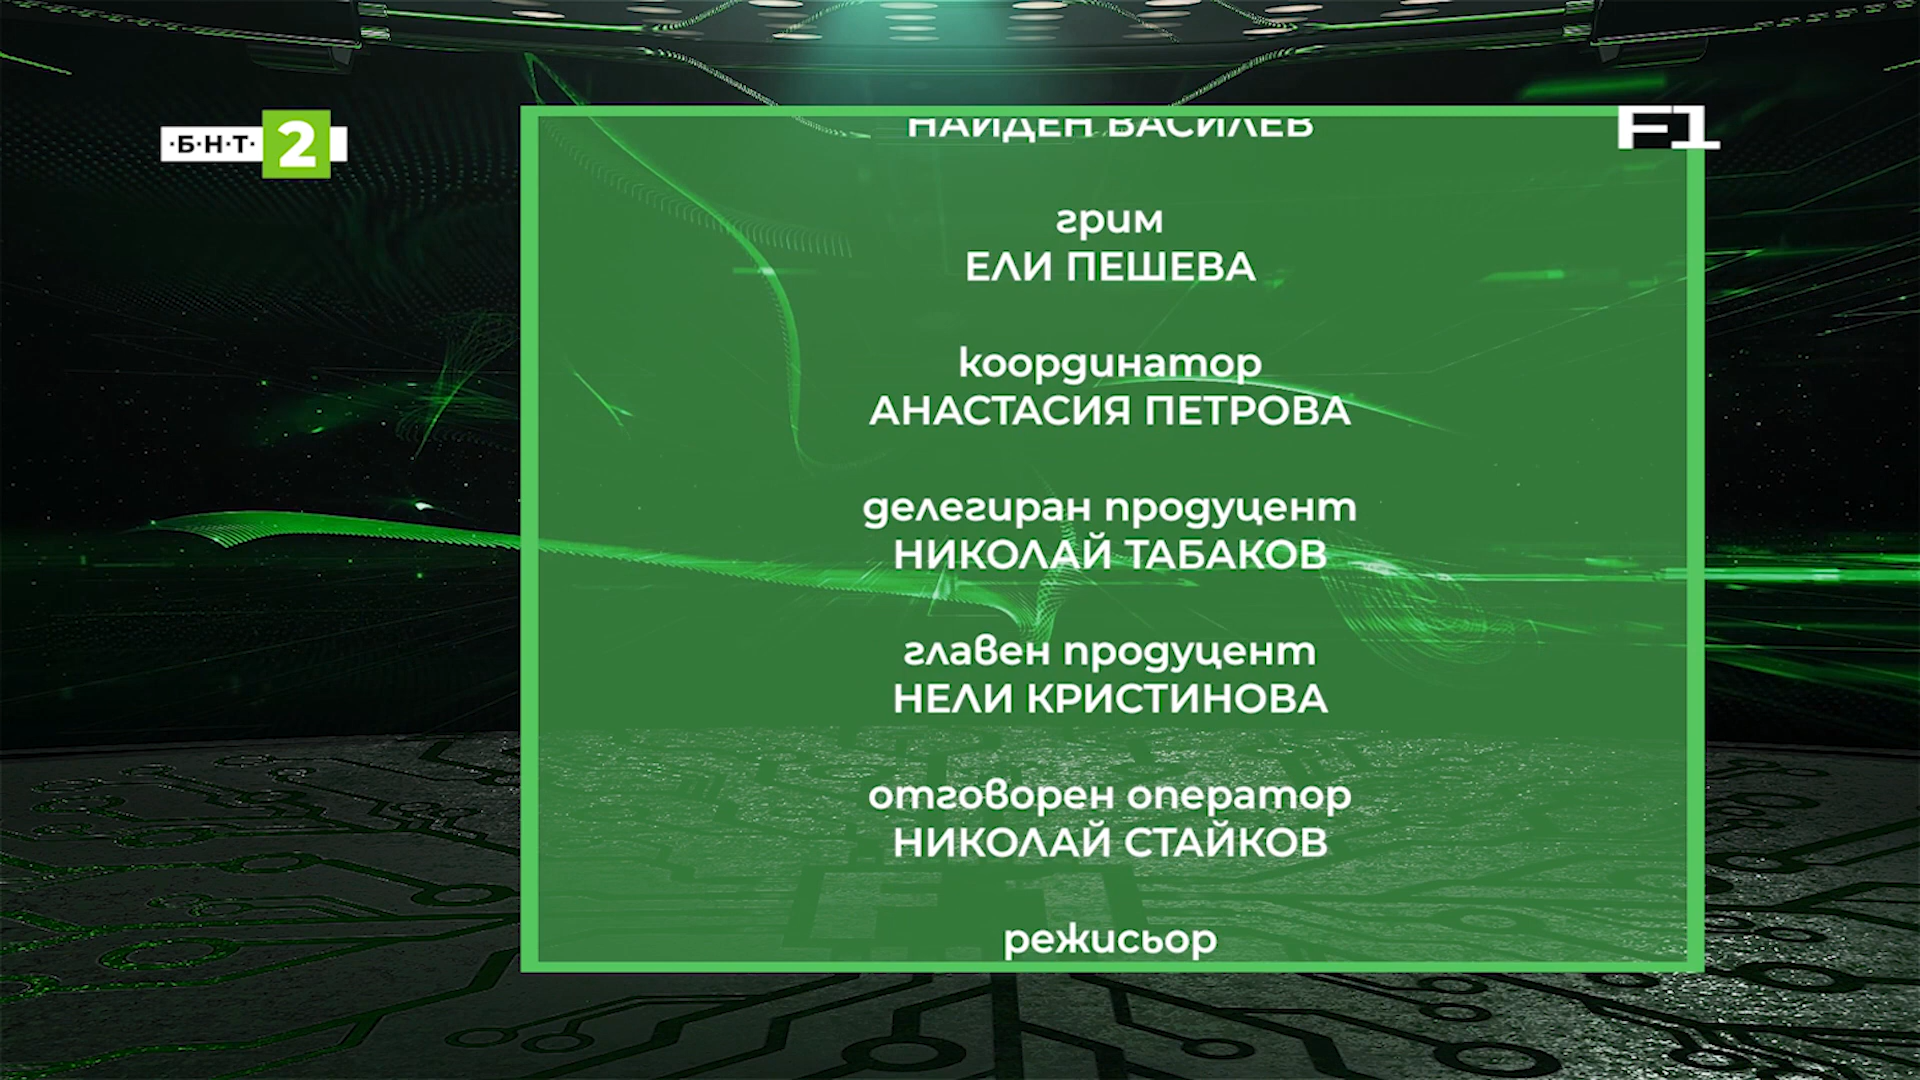 ·Б·Н·Т· 2
F1
НАЙДЕН ВАСИЛЕВ
грим
ЕЛИ ПЕШЕВА
координатор
АНАСТАСИЯ ПЕТРОВА
делегиран продуцент
НИКОЛАЙ ТАБАКОВ
главен продуцент
НЕЛИ КРИСТИНОВА
отговорен оператор
НИКОЛАЙ СТАЙКОВ
режисьор